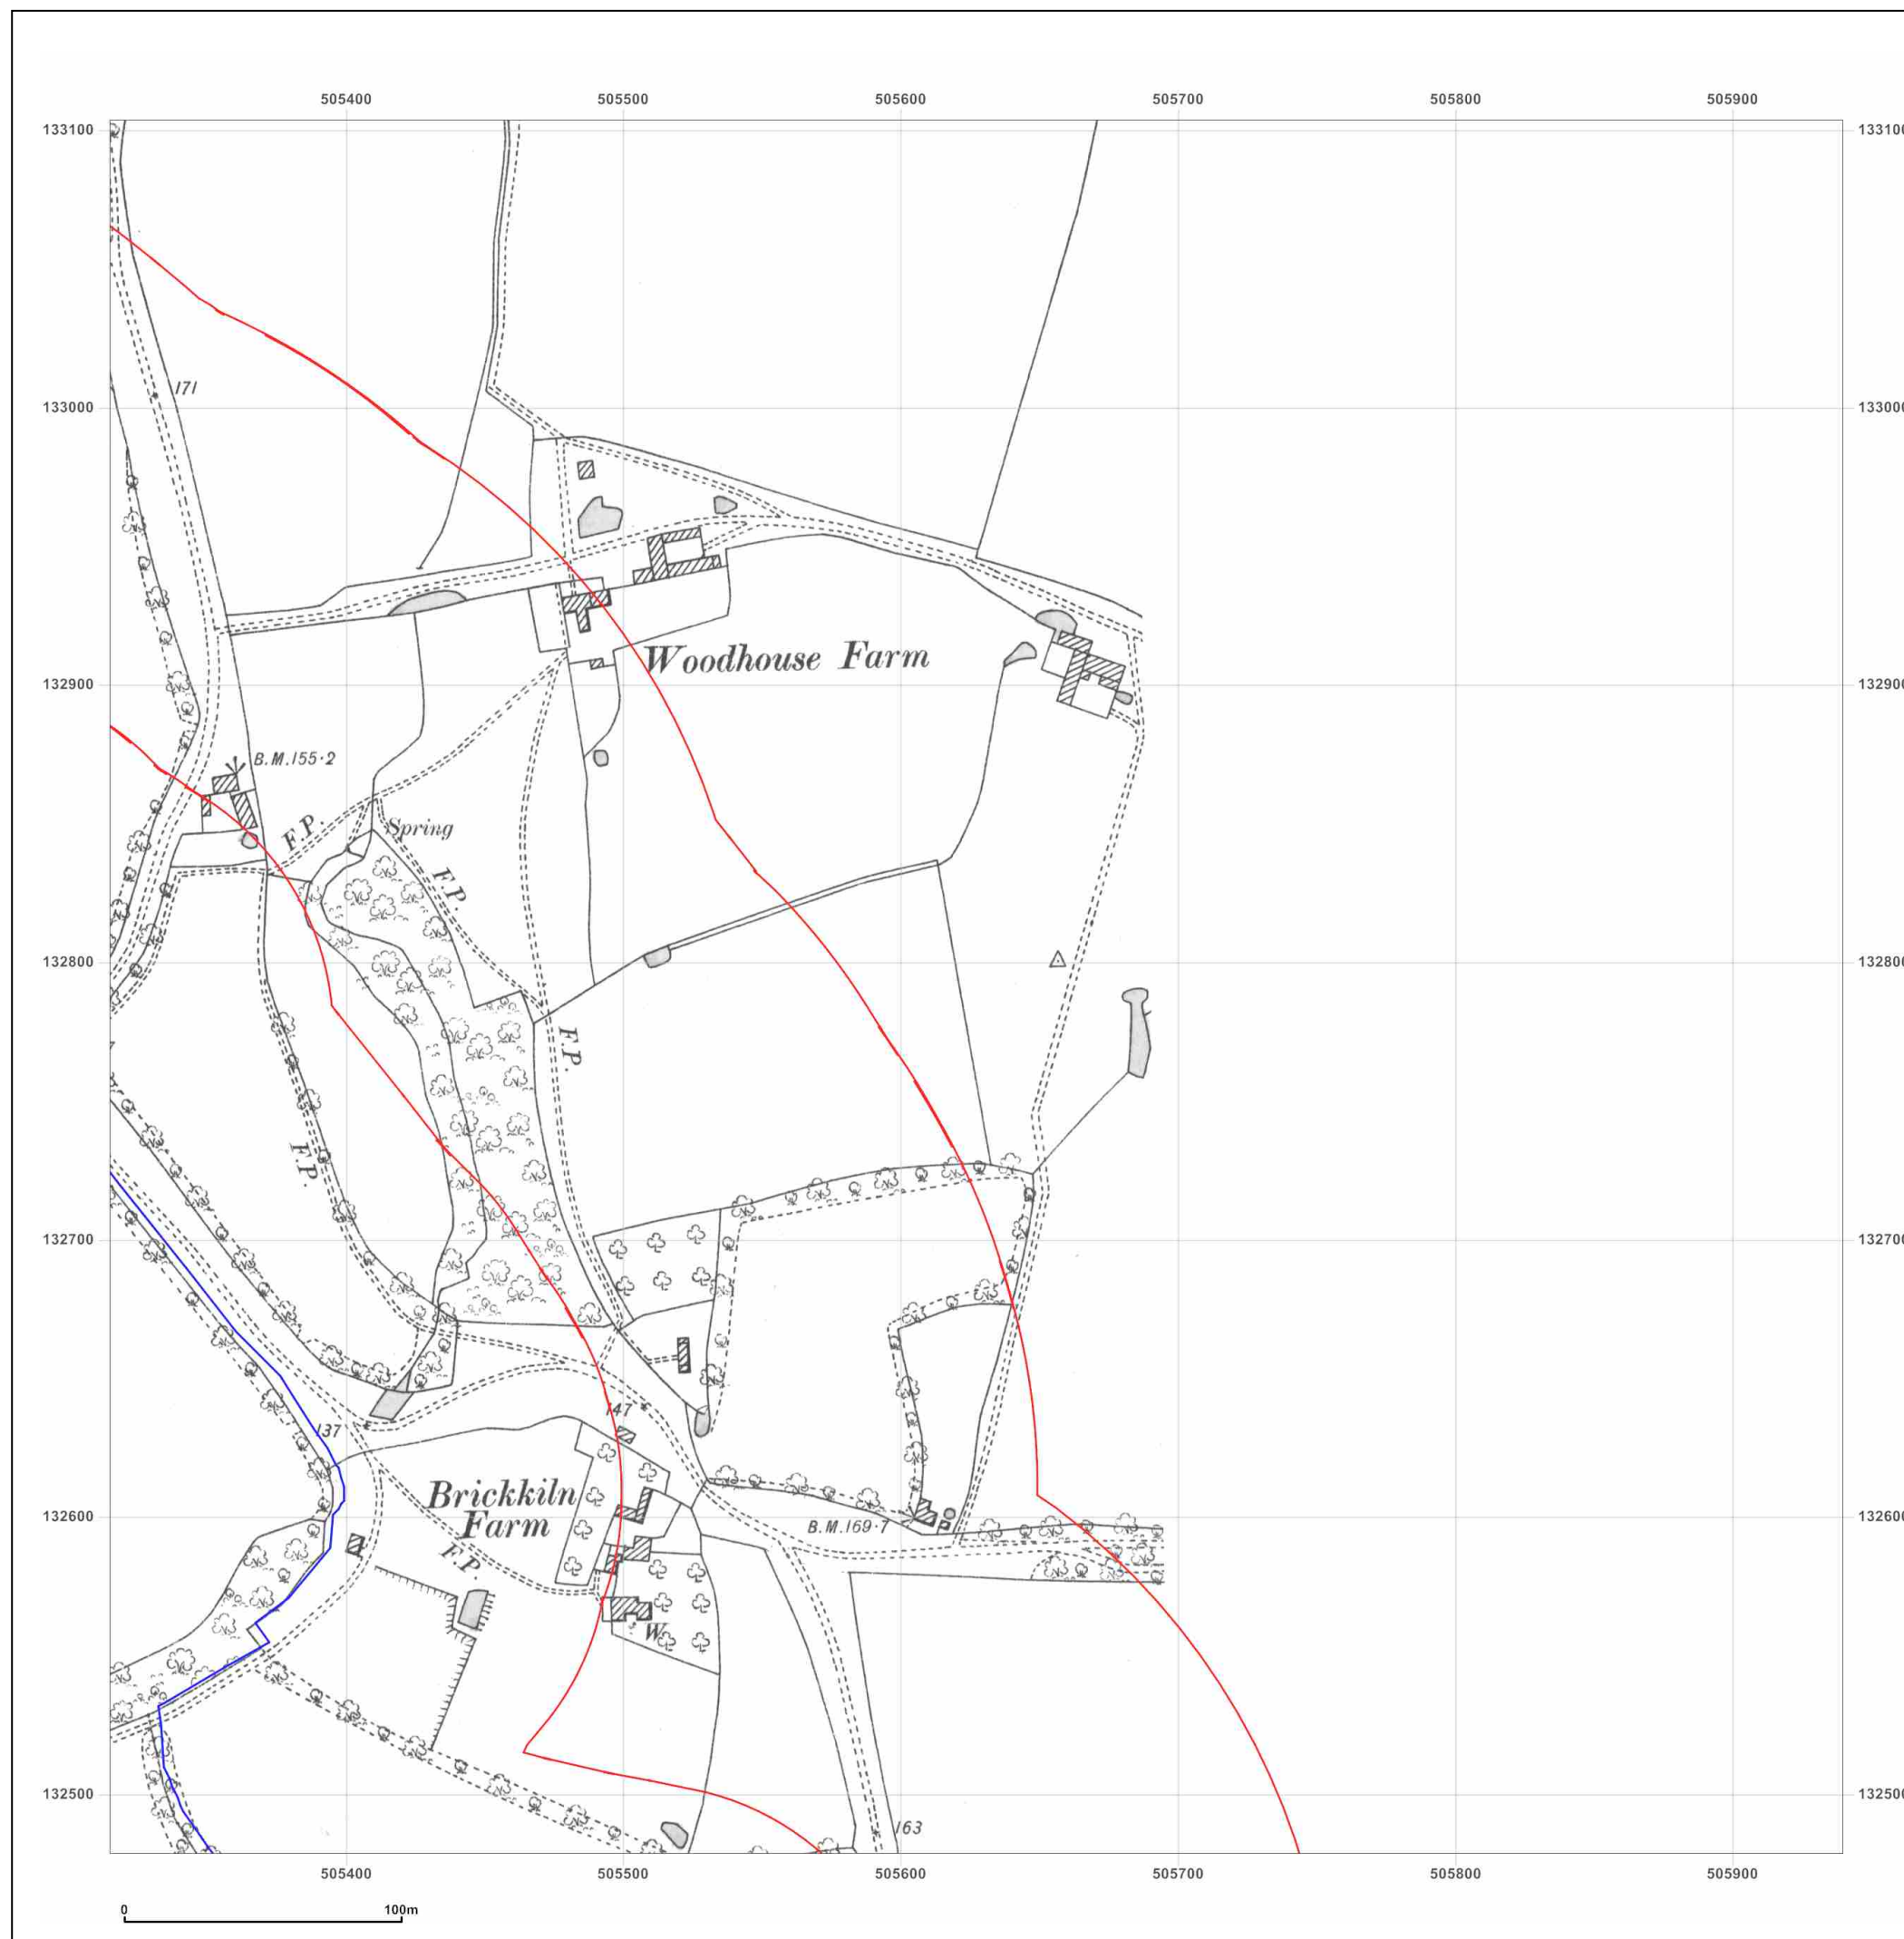 505400 505500 505600 505700 505800 505900
133100 133100
171
133000 133000
Woodhouse Farm
132900 132900
B.M.155·2
F.P.
Spring
F.P.
132800 132800
F.P.
F.P.
132700 132700
147
137
Brickkiln
Farm
132600 132600
B.M.169·7
F.P.
W
132500 132500
163
505400 505500 505600 505700 505800 505900
0 100m